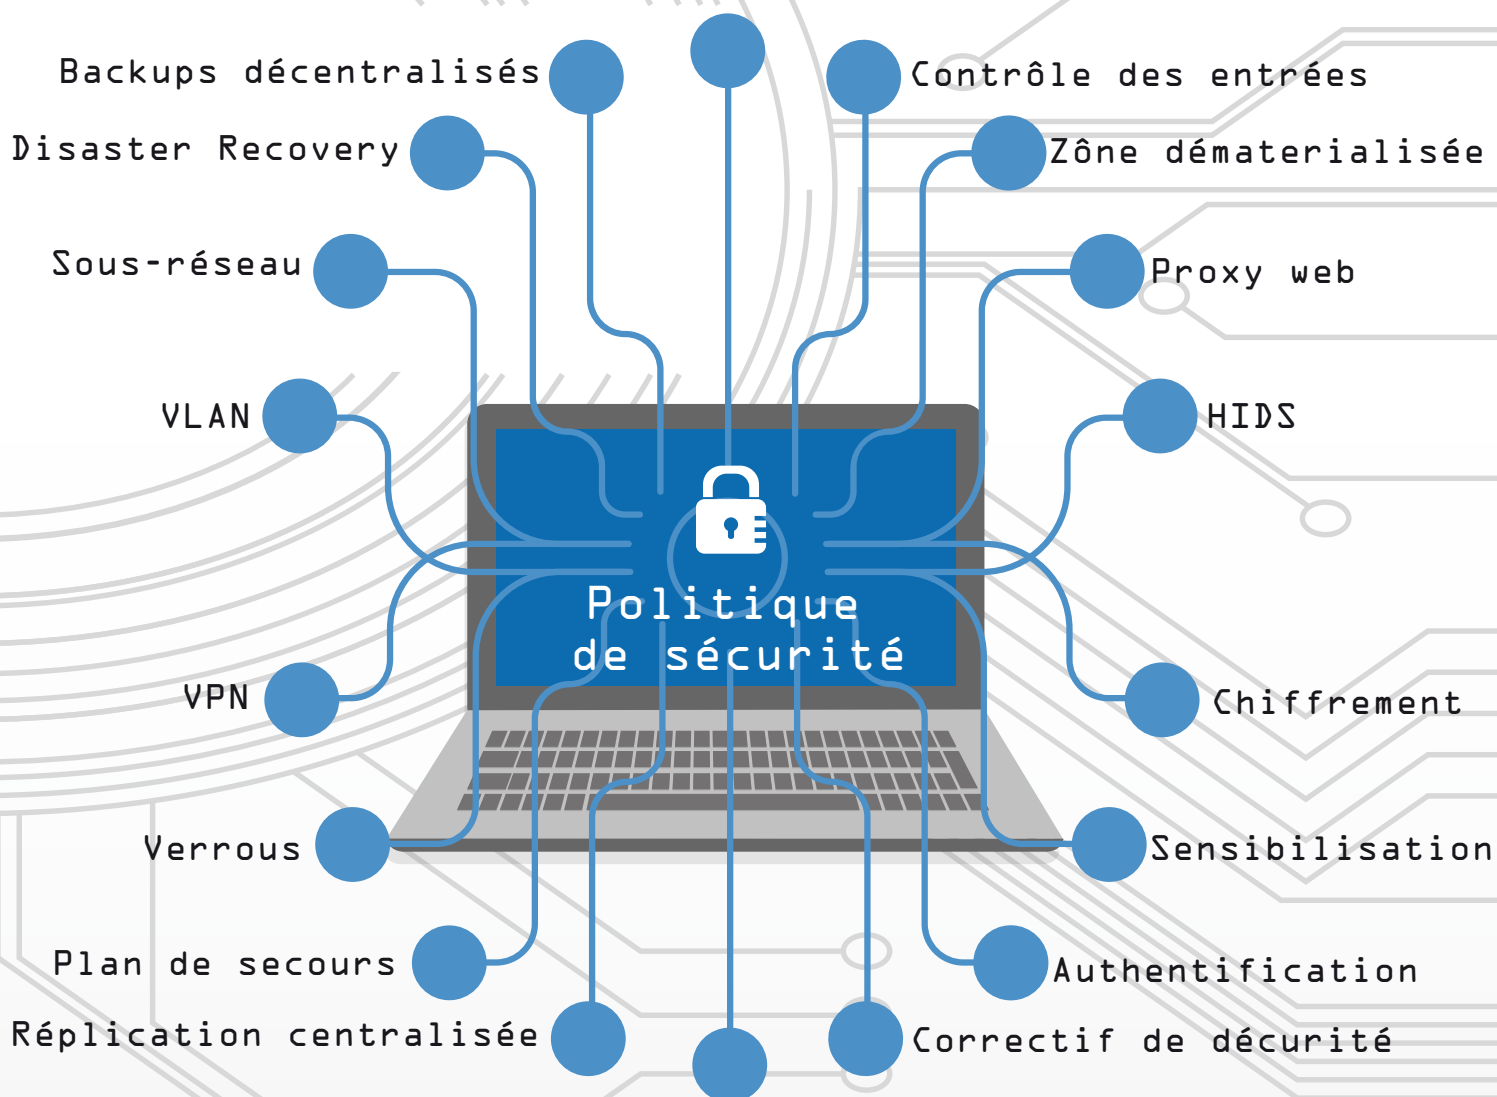 Backups décentralisés
Contrôle des entrées
Disaster Recovery
Zône dématerialisée
Sous-réseau
Proxy web
VLAN
HIDS
Politique
de sécurité
VPN
Chiffrement
Verrous
Sensibilisation
Plan de secours
Authentification
Réplication centralisée
Correctif de décurité